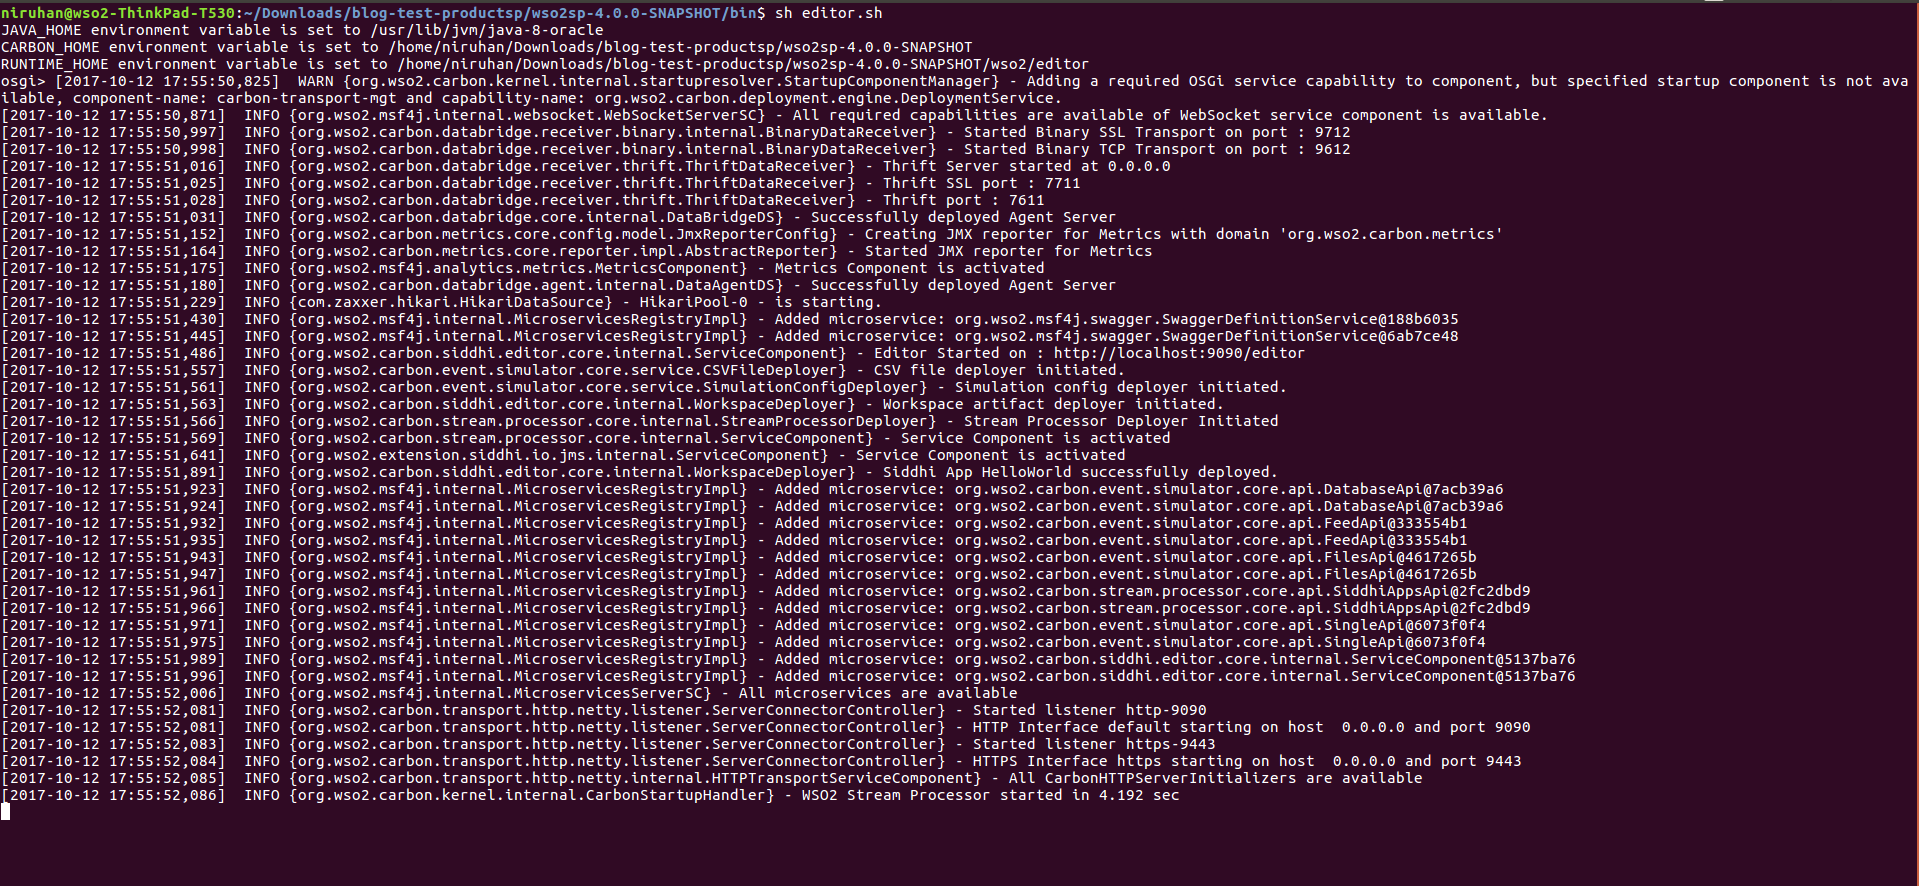 niruhan@wso2-ThinkPad-T530:~/Downloads/blog-test-productsp/wso2sp-4.0.0-SNAPSHOT/bin$ sh editor.sh
JAVA_HOME environment variable is set to /usr/lib/jvm/java-8-oracle
CARBON_HOME environment variable is set to /home/niruhan/Downloads/blog-test-productsp/wso2sp-4.0.0-SNAPSHOT
RUNTIME_HOME environment variable is set to /home/niruhan/Downloads/blog-test-productsp/wso2sp-4.0.0-SNAPSHOT/wso2/editor
osgi> [2017-10-12 17:55:50,825]  WARN {org.wso2.carbon.kernel.internal.startupresolver.StartupComponentManager} - Adding a required OSGi service capability to component, but specified startup component is not ava
ilable, component-name: carbon-transport-mgt and capability-name: org.wso2.carbon.deployment.engine.DeploymentService.
[2017-10-12 17:55:50,871]  INFO {org.wso2.msf4j.internal.websocket.WebSocketServerSC} - All required capabilities are available of WebSocket service component is available.
[2017-10-12 17:55:50,997]  INFO {org.wso2.carbon.databridge.receiver.binary.internal.BinaryDataReceiver} - Started Binary SSL Transport on port : 9712
[2017-10-12 17:55:50,998]  INFO {org.wso2.carbon.databridge.receiver.binary.internal.BinaryDataReceiver} - Started Binary TCP Transport on port : 9612
[2017-10-12 17:55:51,016]  INFO {org.wso2.carbon.databridge.receiver.thrift.ThriftDataReceiver} - Thrift Server started at 0.0.0.0
[2017-10-12 17:55:51,025]  INFO {org.wso2.carbon.databridge.receiver.thrift.ThriftDataReceiver} - Thrift SSL port : 7711
[2017-10-12 17:55:51,028]  INFO {org.wso2.carbon.databridge.receiver.thrift.ThriftDataReceiver} - Thrift port : 7611
[2017-10-12 17:55:51,031]  INFO {org.wso2.carbon.databridge.core.internal.DataBridgeDS} - Successfully deployed Agent Server
[2017-10-12 17:55:51,152]  INFO {org.wso2.carbon.metrics.core.config.model.JmxReporterConfig} - Creating JMX reporter for Metrics with domain 'org.wso2.carbon.metrics'
[2017-10-12 17:55:51,164]  INFO {org.wso2.carbon.metrics.core.reporter.impl.AbstractReporter} - Started JMX reporter for Metrics
[2017-10-12 17:55:51,175]  INFO {org.wso2.msf4j.analytics.metrics.MetricsComponent} - Metrics Component is activated
[2017-10-12 17:55:51,180]  INFO {org.wso2.carbon.databridge.agent.internal.DataAgentDS} - Successfully deployed Agent Server
[2017-10-12 17:55:51,229]  INFO {com.zaxxer.hikari.HikariDataSource} - HikariPool-0 - is starting.
[2017-10-12 17:55:51,430]  INFO {org.wso2.msf4j.internal.MicroservicesRegistryImpl} - Added microservice: org.wso2.msf4j.swagger.SwaggerDefinitionService@188b6035
[2017-10-12 17:55:51,445]  INFO {org.wso2.msf4j.internal.MicroservicesRegistryImpl} - Added microservice: org.wso2.msf4j.swagger.SwaggerDefinitionService@6ab7ce48
[2017-10-12 17:55:51,486]  INFO {org.wso2.carbon.siddhi.editor.core.internal.ServiceComponent} - Editor Started on : http://localhost:9090/editor
[2017-10-12 17:55:51,557]  INFO {org.wso2.carbon.event.simulator.core.service.CSVFileDeployer} - CSV file deployer initiated.
[2017-10-12 17:55:51,561]  INFO {org.wso2.carbon.event.simulator.core.service.SimulationConfigDeployer} - Simulation config deployer initiated.
[2017-10-12 17:55:51,563]  INFO {org.wso2.carbon.siddhi.editor.core.internal.WorkspaceDeployer} - Workspace artifact deployer initiated.
[2017-10-12 17:55:51,566]  INFO {org.wso2.carbon.stream.processor.core.internal.StreamProcessorDeployer} - Stream Processor Deployer Initiated
[2017-10-12 17:55:51,569]  INFO {org.wso2.carbon.stream.processor.core.internal.ServiceComponent} - Service Component is activated
[2017-10-12 17:55:51,641]  INFO {org.wso2.extension.siddhi.io.jms.internal.ServiceComponent} - Service Component is activated
[2017-10-12 17:55:51,891]  INFO {org.wso2.carbon.siddhi.editor.core.internal.WorkspaceDeployer} - Siddhi App HelloWorld successfully deployed.
[2017-10-12 17:55:51,923]  INFO {org.wso2.msf4j.internal.MicroservicesRegistryImpl} - Added microservice: org.wso2.carbon.event.simulator.core.api.DatabaseApi@7acb39a6
[2017-10-12 17:55:51,924]  INFO {org.wso2.msf4j.internal.MicroservicesRegistryImpl} - Added microservice: org.wso2.carbon.event.simulator.core.api.DatabaseApi@7acb39a6
[2017-10-12 17:55:51,932]  INFO {org.wso2.msf4j.internal.MicroservicesRegistryImpl} - Added microservice: org.wso2.carbon.event.simulator.core.api.FeedApi@333554b1
[2017-10-12 17:55:51,935]  INFO {org.wso2.msf4j.internal.MicroservicesRegistryImpl} - Added microservice: org.wso2.carbon.event.simulator.core.api.FeedApi@333554b1
[2017-10-12 17:55:51,943]  INFO {org.wso2.msf4j.internal.MicroservicesRegistryImpl} - Added microservice: org.wso2.carbon.event.simulator.core.api.FilesApi@4617265b
[2017-10-12 17:55:51,947]  INFO {org.wso2.msf4j.internal.MicroservicesRegistryImpl} - Added microservice: org.wso2.carbon.event.simulator.core.api.FilesApi@4617265b
[2017-10-12 17:55:51,961]  INFO {org.wso2.msf4j.internal.MicroservicesRegistryImpl} - Added microservice: org.wso2.carbon.stream.processor.core.api.SiddhiAppsApi@2fc2dbd9
[2017-10-12 17:55:51,966]  INFO {org.wso2.msf4j.internal.MicroservicesRegistryImpl} - Added microservice: org.wso2.carbon.stream.processor.core.api.SiddhiAppsApi@2fc2dbd9
[2017-10-12 17:55:51,971]  INFO {org.wso2.msf4j.internal.MicroservicesRegistryImpl} - Added microservice: org.wso2.carbon.event.simulator.core.api.SingleApi@6073f0f4
[2017-10-12 17:55:51,975]  INFO {org.wso2.msf4j.internal.MicroservicesRegistryImpl} - Added microservice: org.wso2.carbon.event.simulator.core.api.SingleApi@6073f0f4
[2017-10-12 17:55:51,989]  INFO {org.wso2.msf4j.internal.MicroservicesRegistryImpl} - Added microservice: org.wso2.carbon.siddhi.editor.core.internal.ServiceComponent@5137ba76
[2017-10-12 17:55:51,996]  INFO {org.wso2.msf4j.internal.MicroservicesRegistryImpl} - Added microservice: org.wso2.carbon.siddhi.editor.core.internal.ServiceComponent@5137ba76
[2017-10-12 17:55:52,006]  INFO {org.wso2.msf4j.internal.MicroservicesServerSC} - All microservices are available
[2017-10-12 17:55:52,081]  INFO {org.wso2.carbon.transport.http.netty.listener.ServerConnectorController} - Started listener http-9090
[2017-10-12 17:55:52,081]  INFO {org.wso2.carbon.transport.http.netty.listener.ServerConnectorController} - HTTP Interface default starting on host  0.0.0.0 and port 9090
[2017-10-12 17:55:52,083]  INFO {org.wso2.carbon.transport.http.netty.listener.ServerConnectorController} - Started listener https-9443
[2017-10-12 17:55:52,084]  INFO {org.wso2.carbon.transport.http.netty.listener.ServerConnectorController} - HTTPS Interface https starting on host  0.0.0.0 and port 9443
[2017-10-12 17:55:52,085]  INFO {org.wso2.carbon.transport.http.netty.internal.HTTPTransportServiceComponent} - All CarbonHTTPServerInitializers are available
[2017-10-12 17:55:52,086]  INFO {org.wso2.carbon.kernel.internal.CarbonStartupHandler} - WSO2 Stream Processor started in 4.192 sec